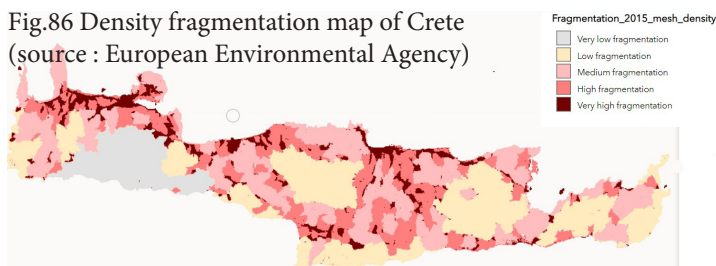 Fig.86 Density fragmentation map of Crete
(source : European Environmental Agency)
Fragmentation_2015_mesh_density
Very low fragmentation
Low fragmentation
Medium fragmentation
High fragmentation
Very high fragmentation